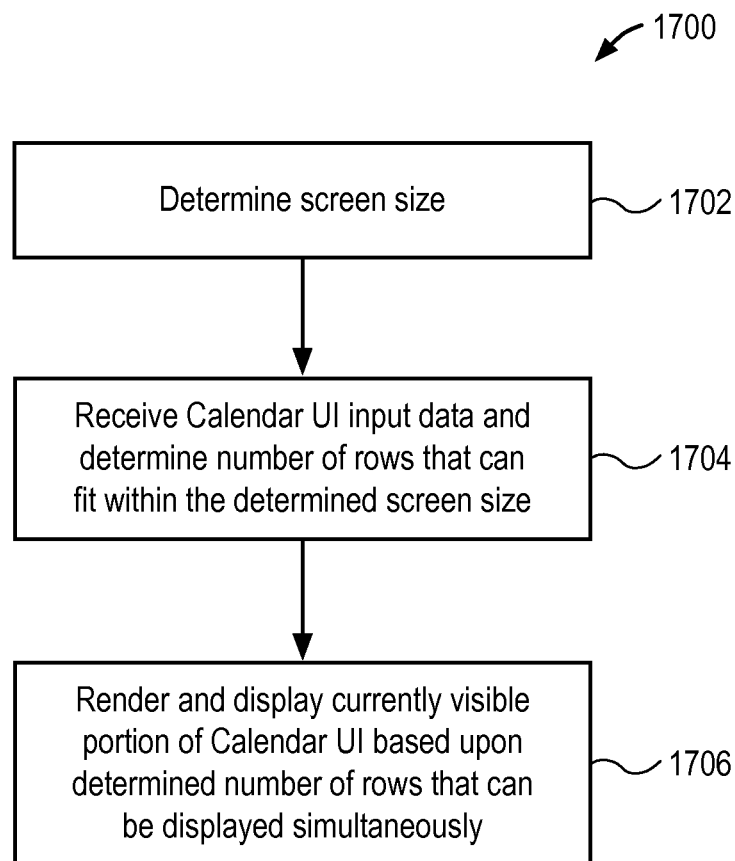 1700
Determine screen size
1702
Receive Calendar UI input data and
determine number of rows that can
fit within the determined screen size
1704
Render and display currently visible
portion of Calendar UI based upon
determined number of rows that can
be displayed simultaneously
1706